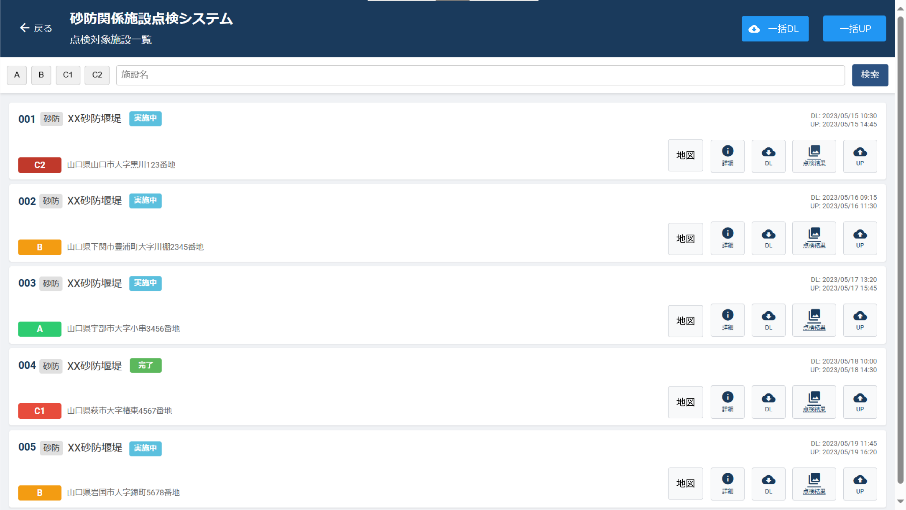 戻る
砂防関係施設点検システム
点検対象施設一覧
一括DL
一括UP
A B C1 C2 施設名 検索
001 砂防 XX砂防堰堤 実施中
DL: 2023/05/15 10:30
UP: 2023/05/15 14:45
C2 山口県山口市大字黒川123番地
地図 詳細 DL 点検結果 UP
002 砂防 XX砂防堰堤 実施中
DL: 2023/05/16 09:15
UP: 2023/05/16 11:30
B 山口県下関市豊浦町大字川棚2345番地
地図 詳細 DL 点検結果 UP
003 砂防 XX砂防堰堤 実施中
DL: 2023/05/17 13:20
UP: 2023/05/17 15:45
A 山口県宇部市大字小串3456番地
地図 詳細 DL 点検結果 UP
004 砂防 XX砂防堰堤 完了
DL: 2023/05/18 10:00
UP: 2023/05/18 14:30
C1 山口県萩市大字椿東4567番地
地図 詳細 DL 点検結果 UP
005 砂防 XX砂防堰堤 実施中
DL: 2023/05/19 11:45
UP: 2023/05/19 16:20
B 山口県岩国市大字錦町5678番地
地図 詳細 DL 点検結果 UP